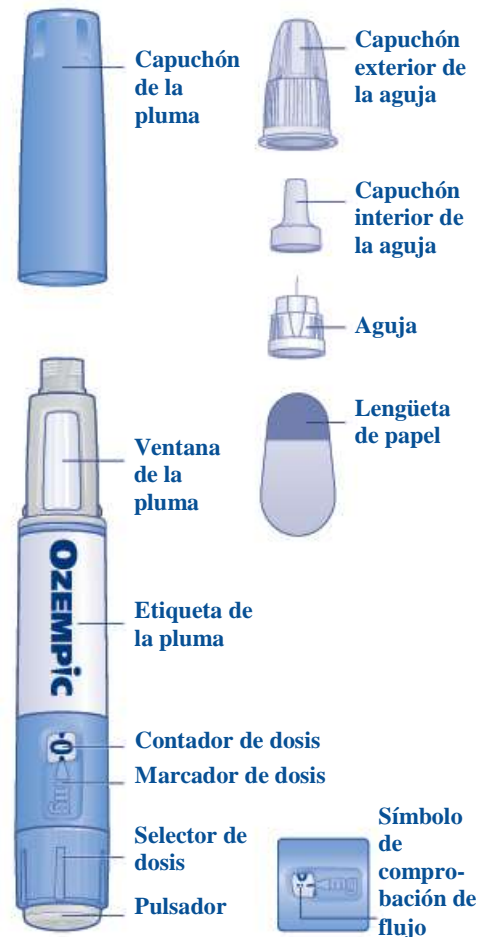 Capuchón
de la
pluma
Capuchón
exterior de
la aguja
Capuchón
interior de
la aguja
Aguja
Lengüeta
de papel
Ventana
de la
pluma
OZEMPIC
Etiqueta de
la pluma
0
Contador de dosis
Marcador de dosis
mg
Selector de
dosis
Pulsador
Símbolo
de
compro-
bación de
flujo